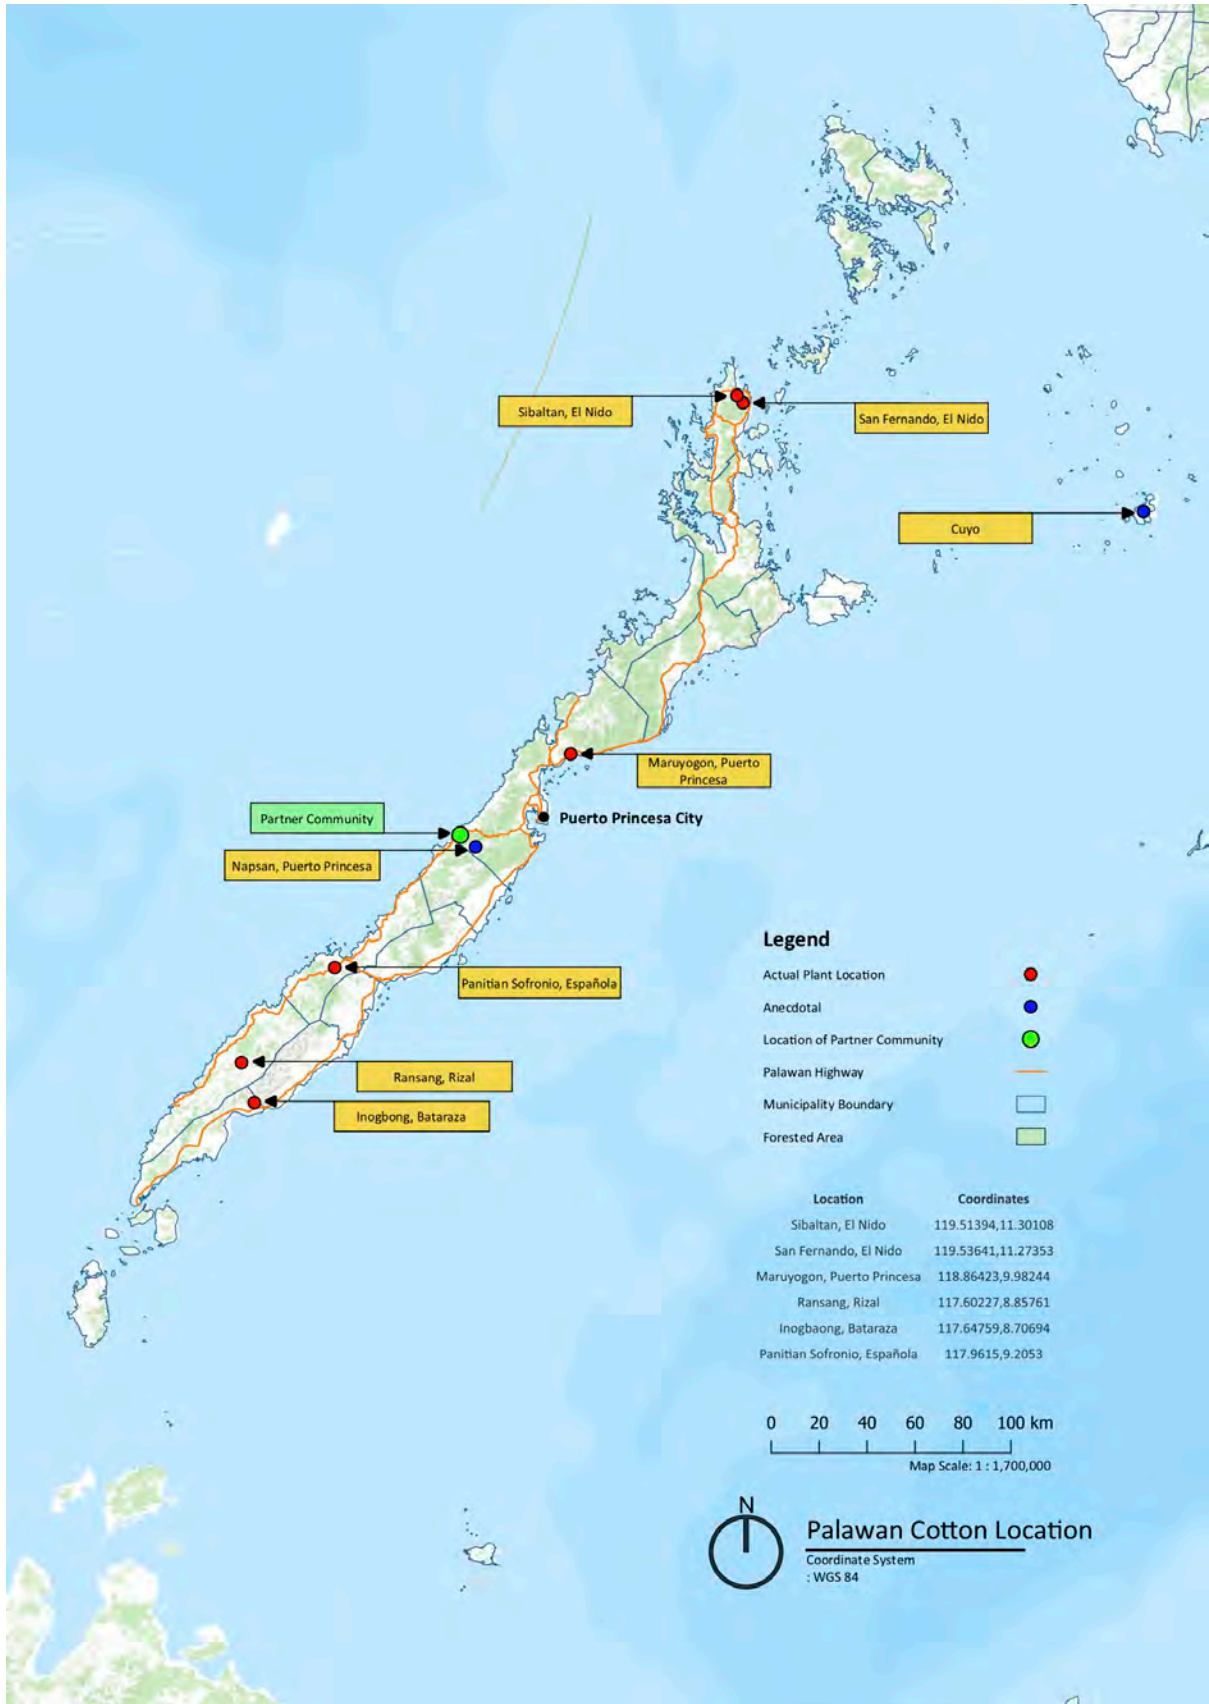 Sibaltan, El Nido
San Fernando, El Nido
Cuyo
Maruyogon, Puerto
Princesa
Partner Community
Puerto Princesa City
Napsan, Puerto Princesa
Panitian Sofronio, Española
Ransang, Rizal
Inogbong, Bataraza
Legend
Actual Plant Location
Anecdotal
Location of Partner Community
Palawan Highway
Municipality Boundary
Forested Area
Location Coordinates
Sibaltan, El Nido 119.51394,11.30108
San Fernando, El Nido 119.53641,11.27353
Maruyogon, Puerto Princesa 118.86423,9.98244
Ransang, Rizal 117.60227,8.85761
Inogbaong, Bataraza 117.64759,8.70694
Panitian Sofronio, Española 117.9615,9.2053
0 20 40 60 80 100 km
Map Scale: 1 : 1,700,000
N
Palawan Cotton Location
Coordinate System
: WGS 84